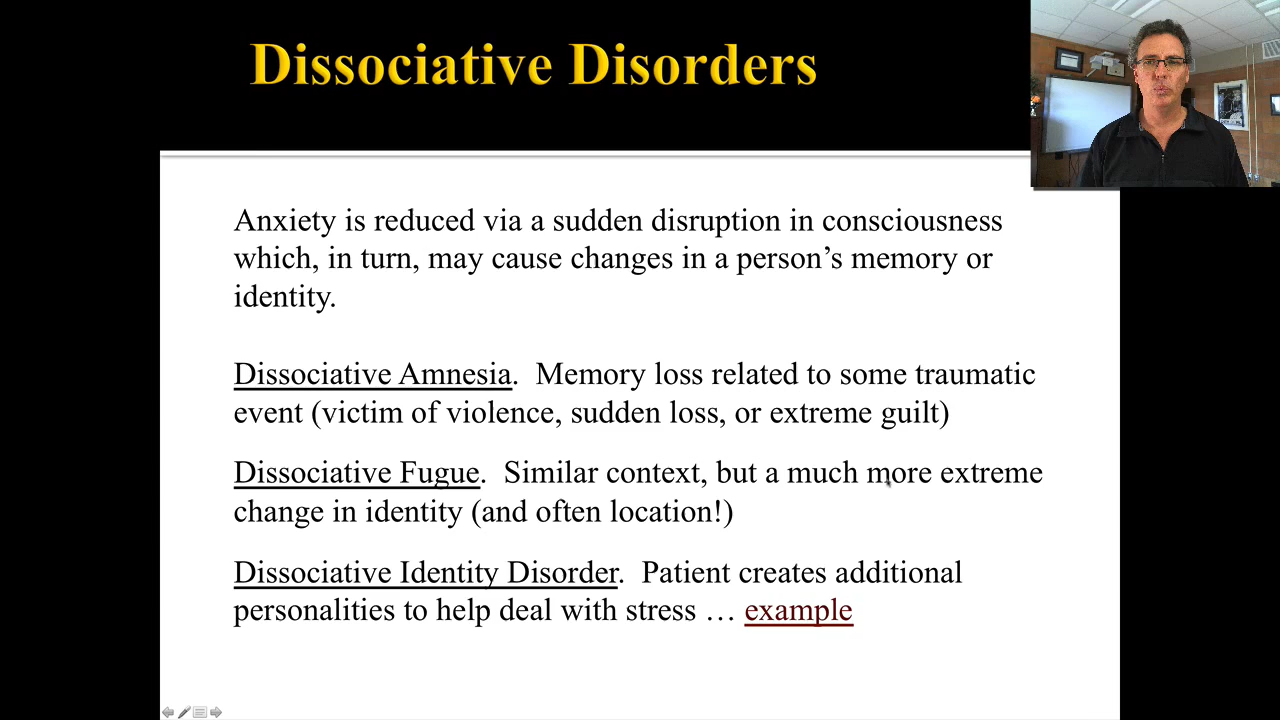 Dissociative Disorders
Anxiety is reduced via a sudden disruption in consciousness
which, in turn, may cause changes in a person’s memory or
identity.
Dissociative Amnesia.  Memory loss related to some traumatic
event (victim of violence, sudden loss, or extreme guilt)
Dissociative Fugue.  Similar context, but a much more extreme
change in identity (and often location!)
Dissociative Identity Disorder.  Patient creates additional
personalities to help deal with stress … example